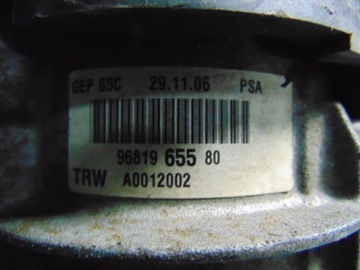 GEP 65C 29.11.06 PSA
96819 655 80
TRW A0012002